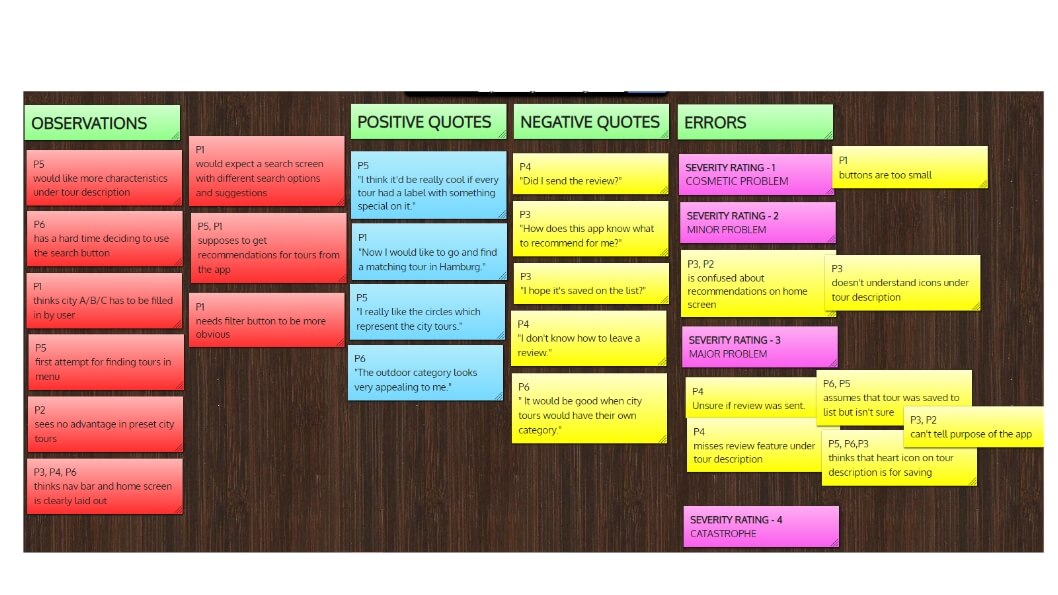 OBSERVATIONS
P5
would like more characteristics
under tour description
P6
has a hard time deciding to use
the search button
P1
thinks city A/B/C has to be filled
in by user
P5
first attempt for finding tours in
menu
P2
sees no advantage in preset city
tours
P3, P4, P6
thinks nav bar and home screen
is clearly laid out
P1
would expect a search screen
with different search options
and suggestions
P5, P1
supposes to get
recommendations for tours from
the app
P1
needs filter button to be more
obvious
POSITIVE QUOTES
P5
"I think it'd be really cool if every
tour had a label with something
special on it."
P1
"Now I would like to go and find
a matching tour in Hamburg."
P5
"I really like the circles which
represent the city tours."
P6
"The outdoor category looks
very appealing to me."
NEGATIVE QUOTES
P4
"Did I send the review?"
P3
"How does this app know what
to recommend for me?"
P3
"I hope it's saved on the list?"
P4
"I don't know how to leave a
review."
P6
" It would be good when city
tours would have their own
category."
ERRORS
SEVERITY RATING - 1
COSMETIC PROBLEM
P1
buttons are too small
SEVERITY RATING - 2
MINOR PROBLEM
P3, P2
is confused about
recommendations on home
screen
P3
doesn't understand icons under
tour description
SEVERITY RATING - 3
MAJOR PROBLEM
P4
Unsure if review was sent.
P6, P5
assumes that tour was saved to
list but isn't sure
P3, P2
can't tell purpose of the app
P4
misses review feature under
tour description
P5, P6,P3
thinks that heart icon on tour
description is for saving
SEVERITY RATING - 4
CATASTROPHE